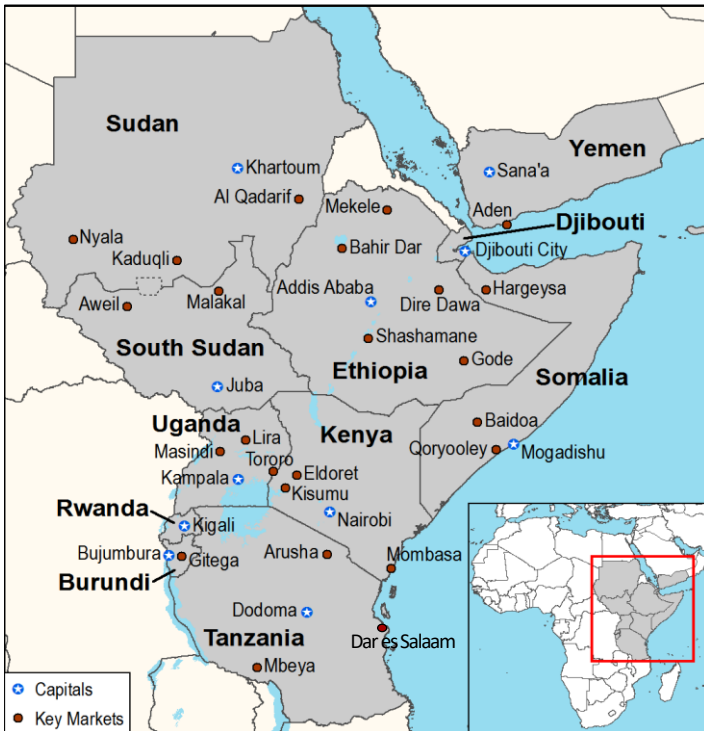 Sudan
Khartoum
Yemen
Sana'a
Al Qadarif
Mekele
Aden
Djibouti
Nyala
Bahir Dar
Djibouti City
Kaduqli
Addis Ababa
Aweil
Malakal
Dire Dawa
Hargeysa
South Sudan
Shashamane
Gode
Ethiopia
Somalia
Juba
Uganda
Kenya
Baidoa
Lira
Masindi
Qoryooley
Mogadishu
Tororo
Kampala
Eldoret
Kisumu
Rwanda
Kigali
Nairobi
Bujumbura
Gitega
Arusha
Mombasa
Burundi
Dodoma
Tanzania
Dar es Salaam
Mbeya
Capitals
Key Markets